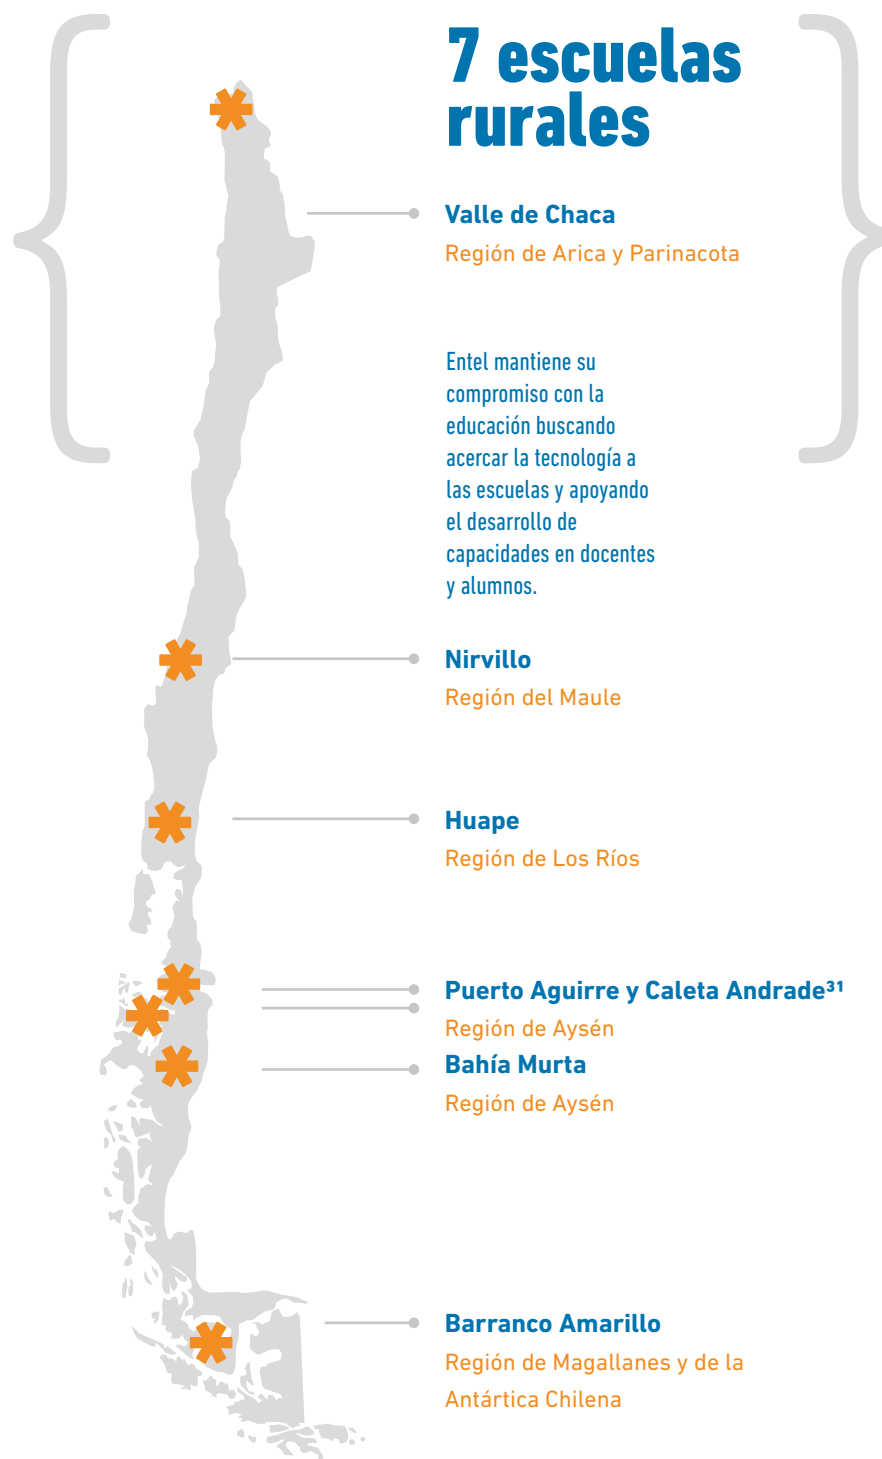 7 escuelas
rurales
Valle de Chaca
Región de Arica y Parinacota
Entel mantiene su
compromiso con la
educación buscando
acercar la tecnología a
las escuelas y apoyando
el desarrollo de
capacidades en docentes
y alumnos.
Nirvillo
Región del Maule
Huape
Región de Los Ríos
Puerto Aguirre y Caleta Andrade³¹
Región de Aysén
Bahía Murta
Región de Aysén
Barranco Amarillo
Región de Magallanes y de la
Antártica Chilena